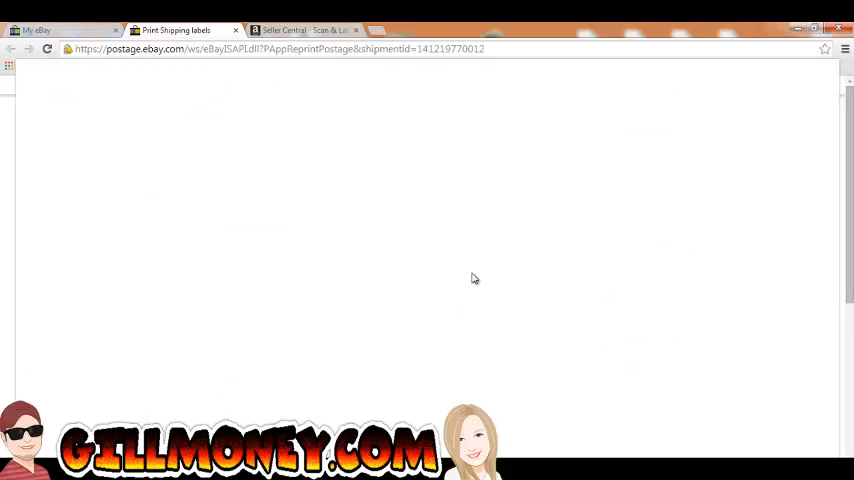 My eBay
Print Shipping labels
Seller Central - Scan & La
https://postage.ebay.com/ws/eBayISAPI.dll?PAppReprintPostage&shipmentid=141219770012
GILLMONEY.COM